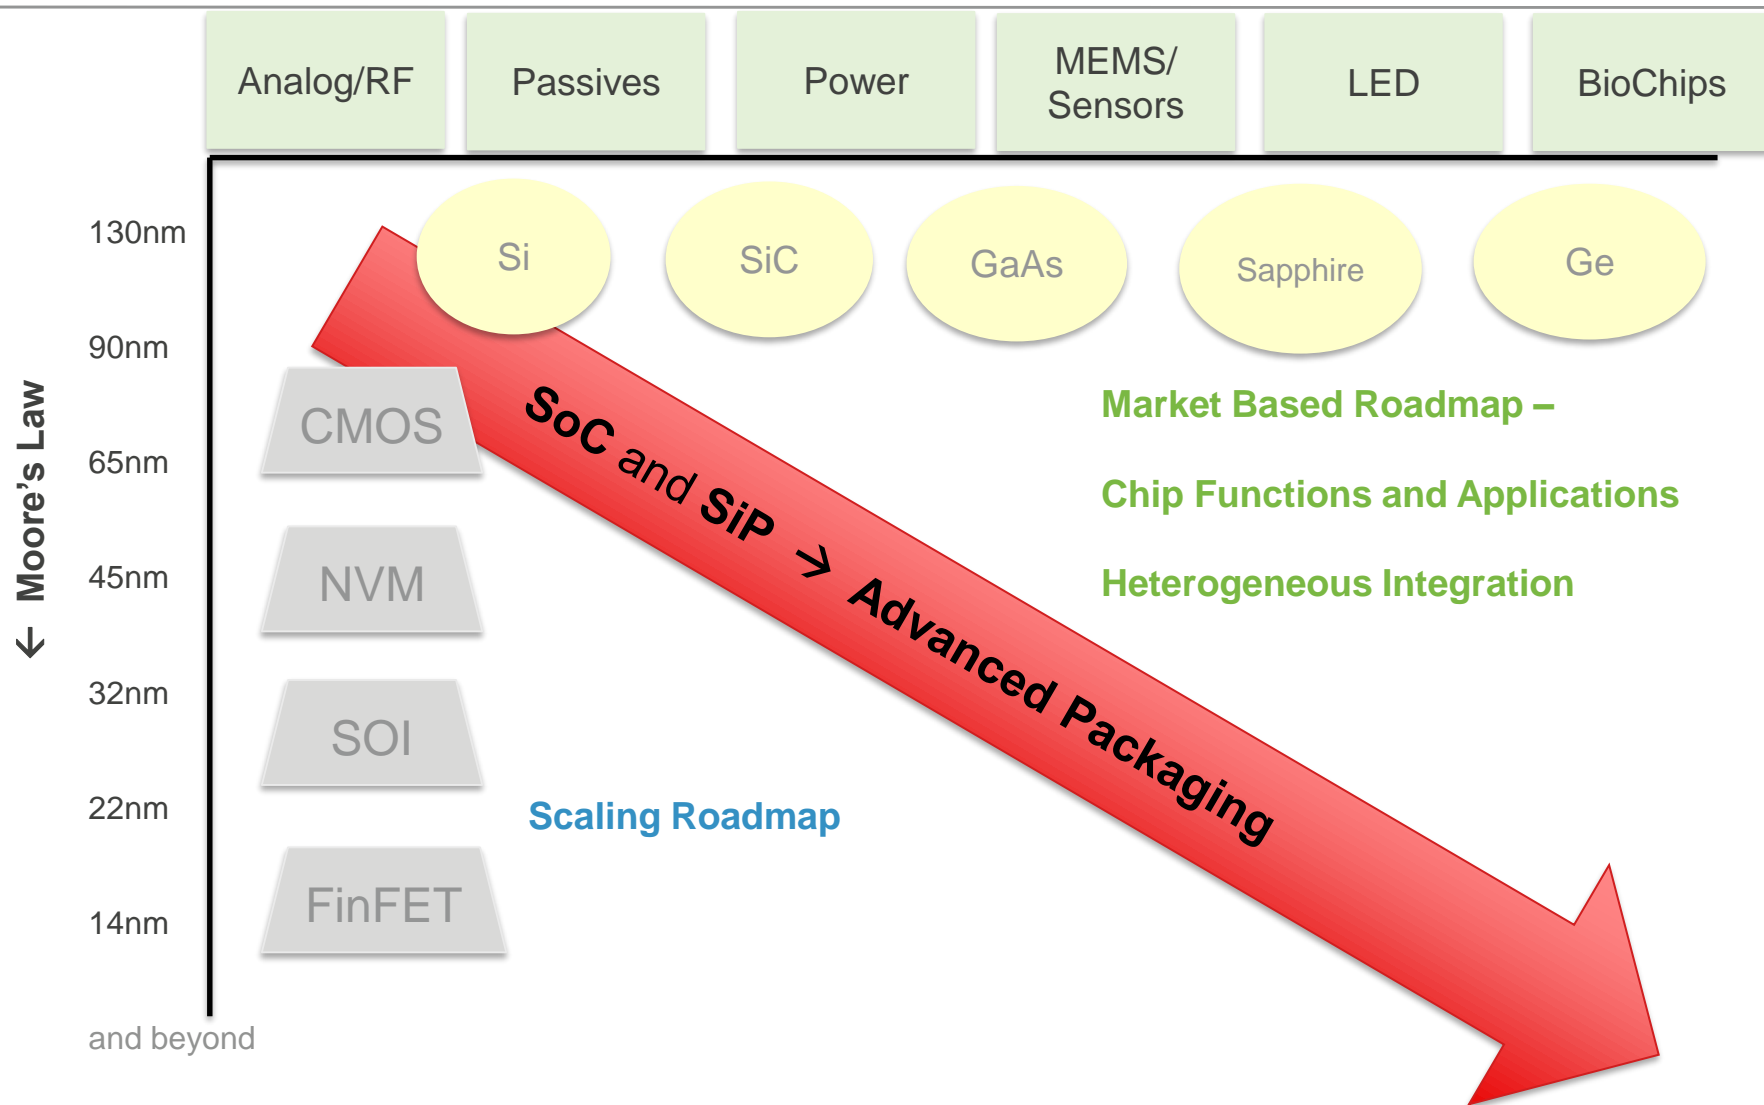 Analog/RF
Passives
Power
MEMS/
Sensors
LED
BioChips
Si
SiC
GaAs
Sapphire
Ge
← Moore's Law
130nm
90nm
65nm
45nm
32nm
22nm
14nm
and beyond
CMOS
NVM
SOI
FinFET
SoC and SiP → Advanced Packaging
Market Based Roadmap –
Chip Functions and Applications
Heterogeneous Integration
Scaling Roadmap